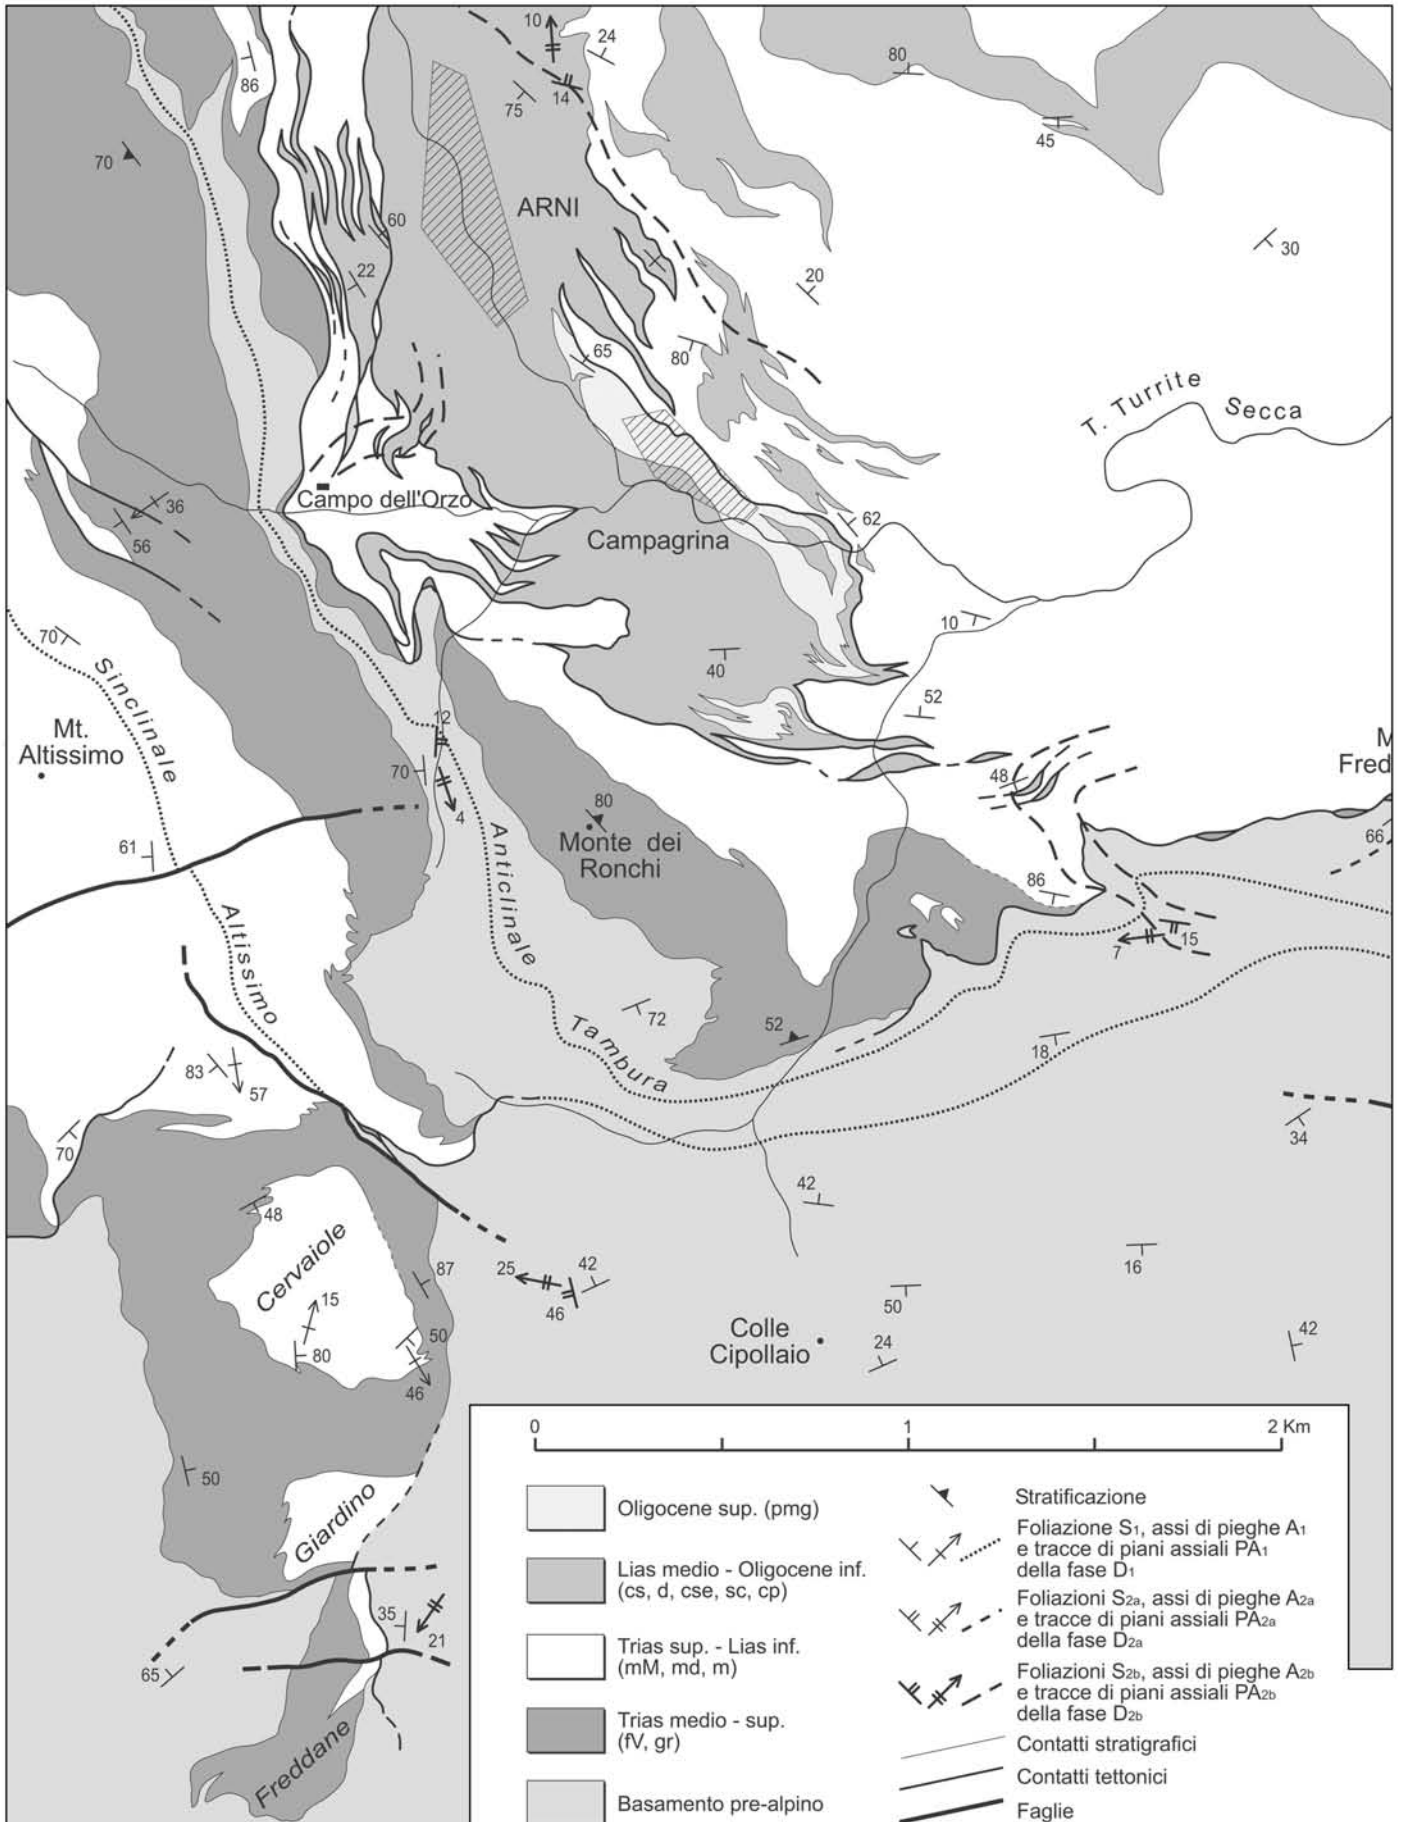 10
24
80
86
75
14
45
70
ARNI
60
30
22
20
65
80
T. Turrite Secca
Campo dell'Orzo
36
62
56
Campagrina
10
70
40
Sinclinale
52
12
Mt.
Altissimo
M
Fred
70
48
4
80
66
Monte dei
Ronchi
61
Anticlinale
86
Altissimo
15
7
72
52
Tambura
18
83
57
70
34
42
48
Cervaiole
87
25
42
16
46
50
15
Colle
Cipollaio
50
24
42
80
46
50
Giardino
35
21
65
Freddane
0
1
2 Km
Oligocene sup. (pmg)
Lias medio - Oligocene inf.
(cs, d, cse, sc, cp)
Trias sup. - Lias inf.
(mM, md, m)
Trias medio - sup.
(fV, gr)
Basamento pre-alpino
Stratificazione
Foliazione S1, assi di pieghe A1
e tracce di piani assiali PA1
della fase D1
Foliazioni S2a, assi di pieghe A2a
e tracce di piani assiali PA2a
della fase D2a
Foliazioni S2b, assi di pieghe A2b
e tracce di piani assiali PA2b
della fase D2b
Contatti stratigrafici
Contatti tettonici
Faglie